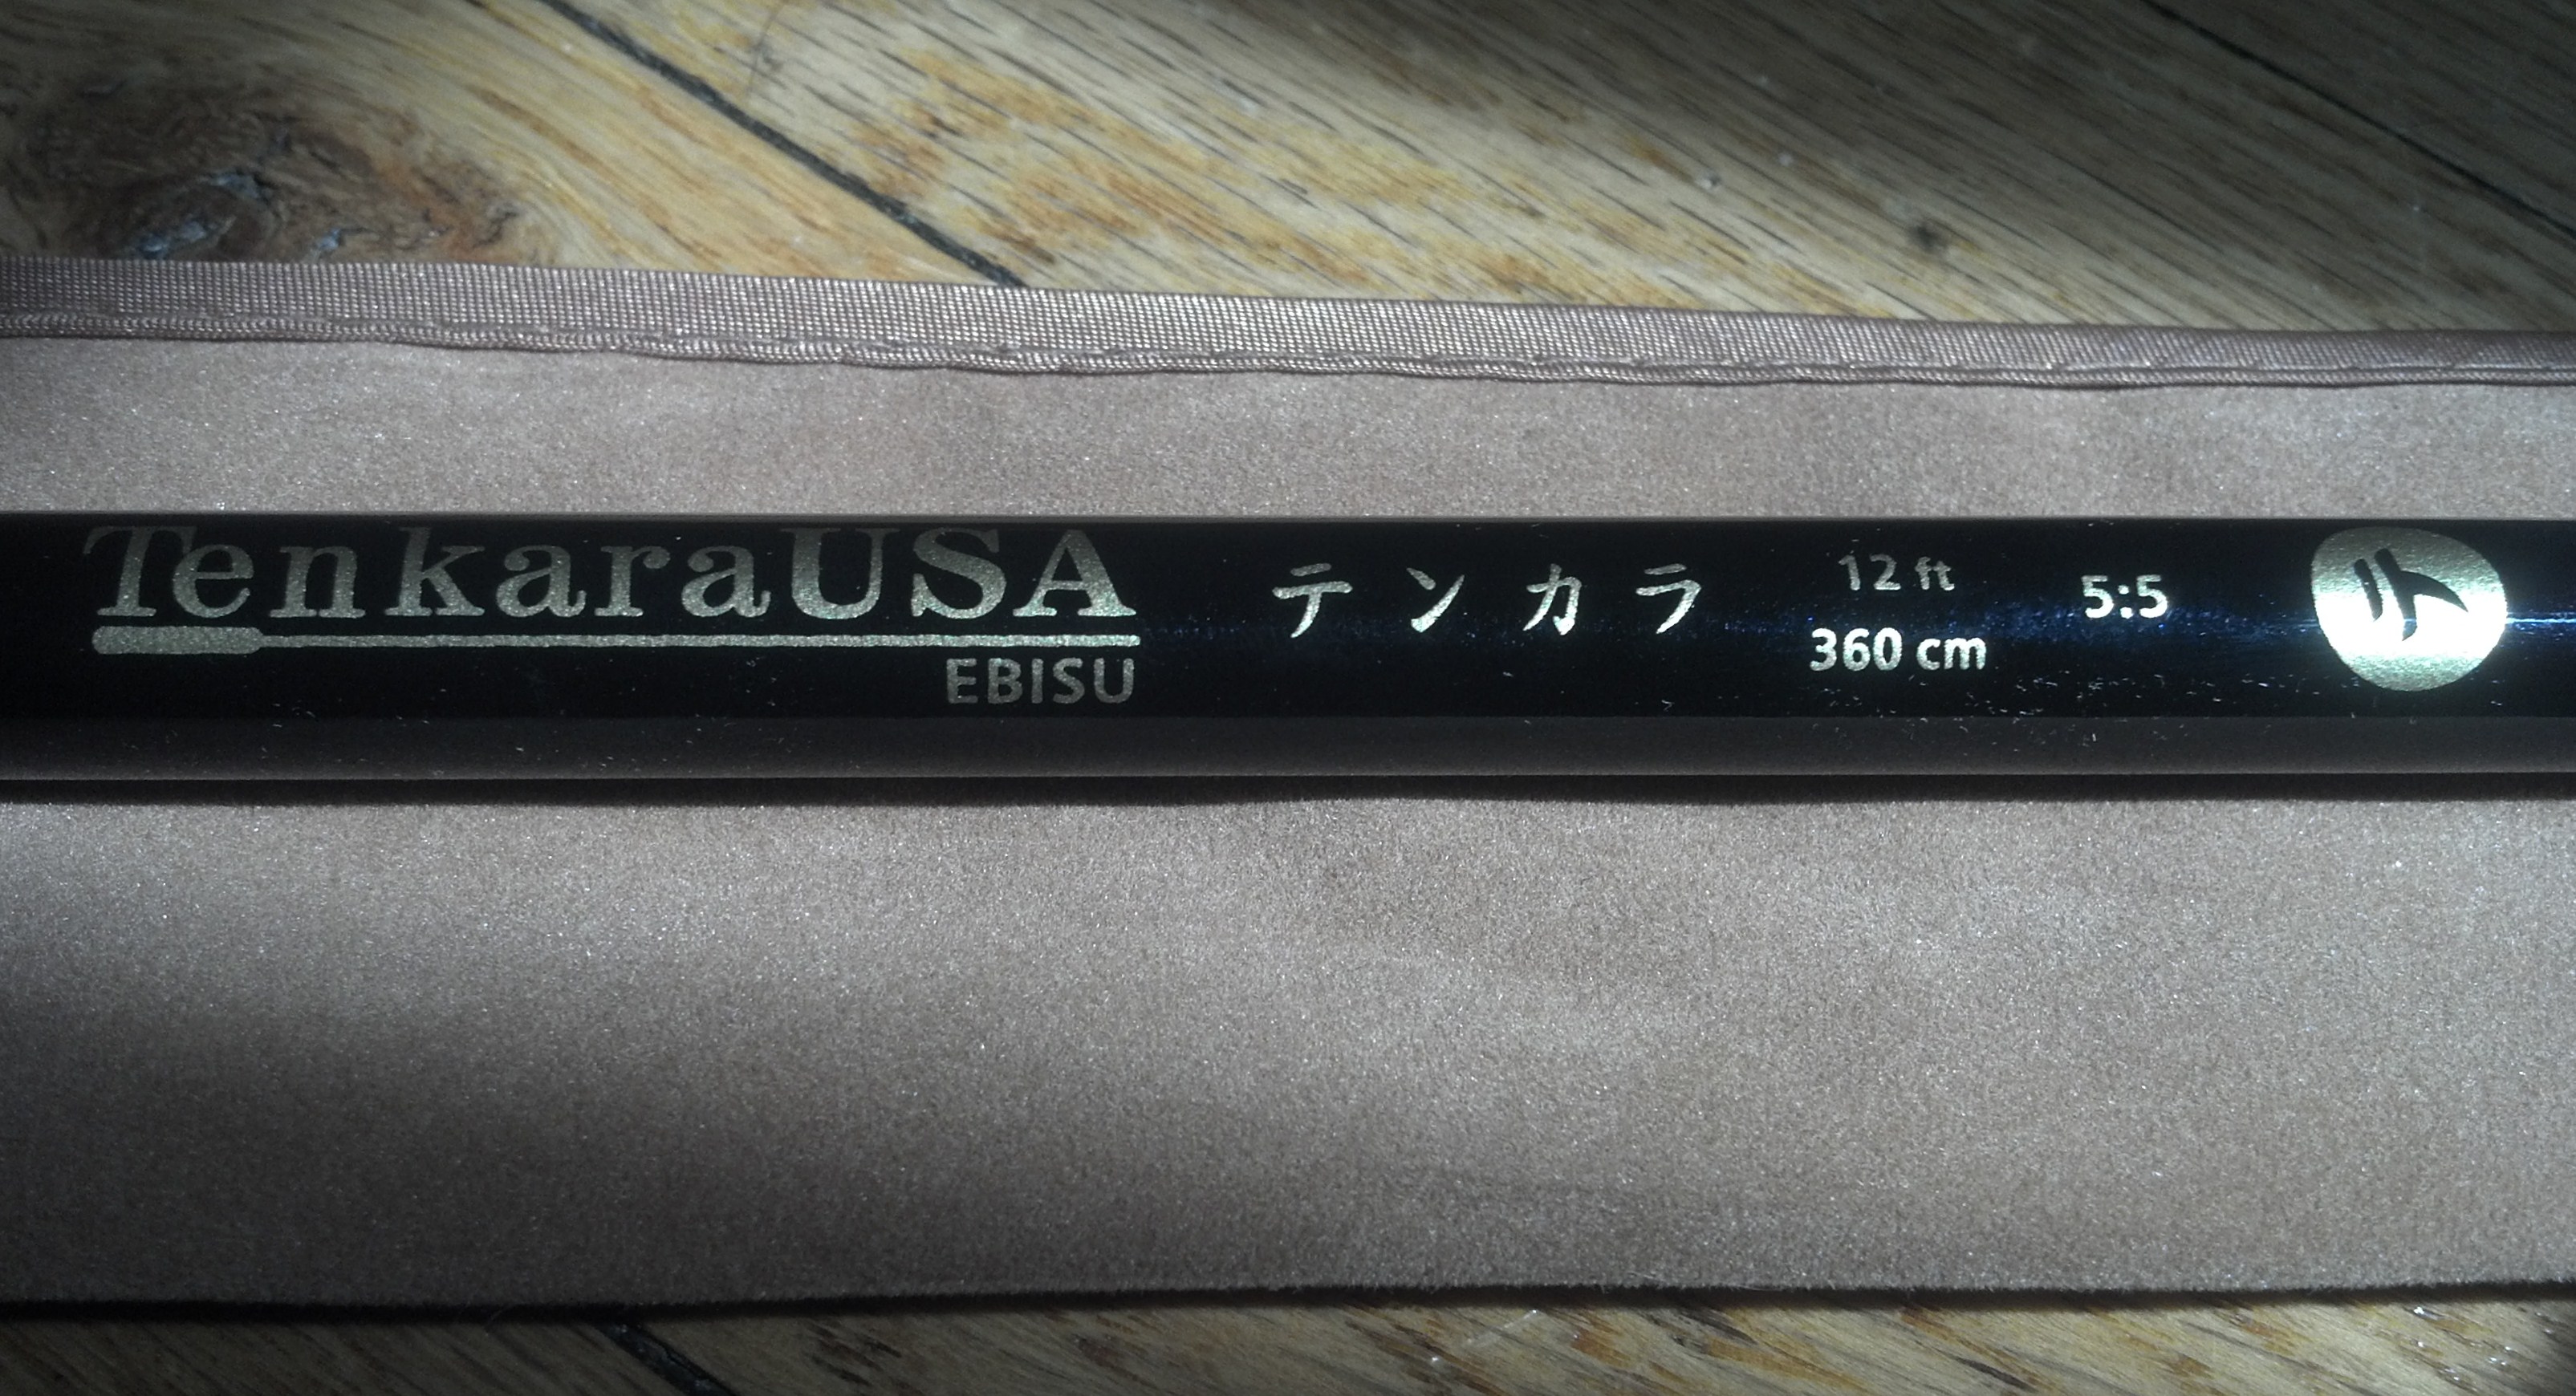 TenkaraUSA
EBISU
テンカラ
12 ft
360 cm
5:5